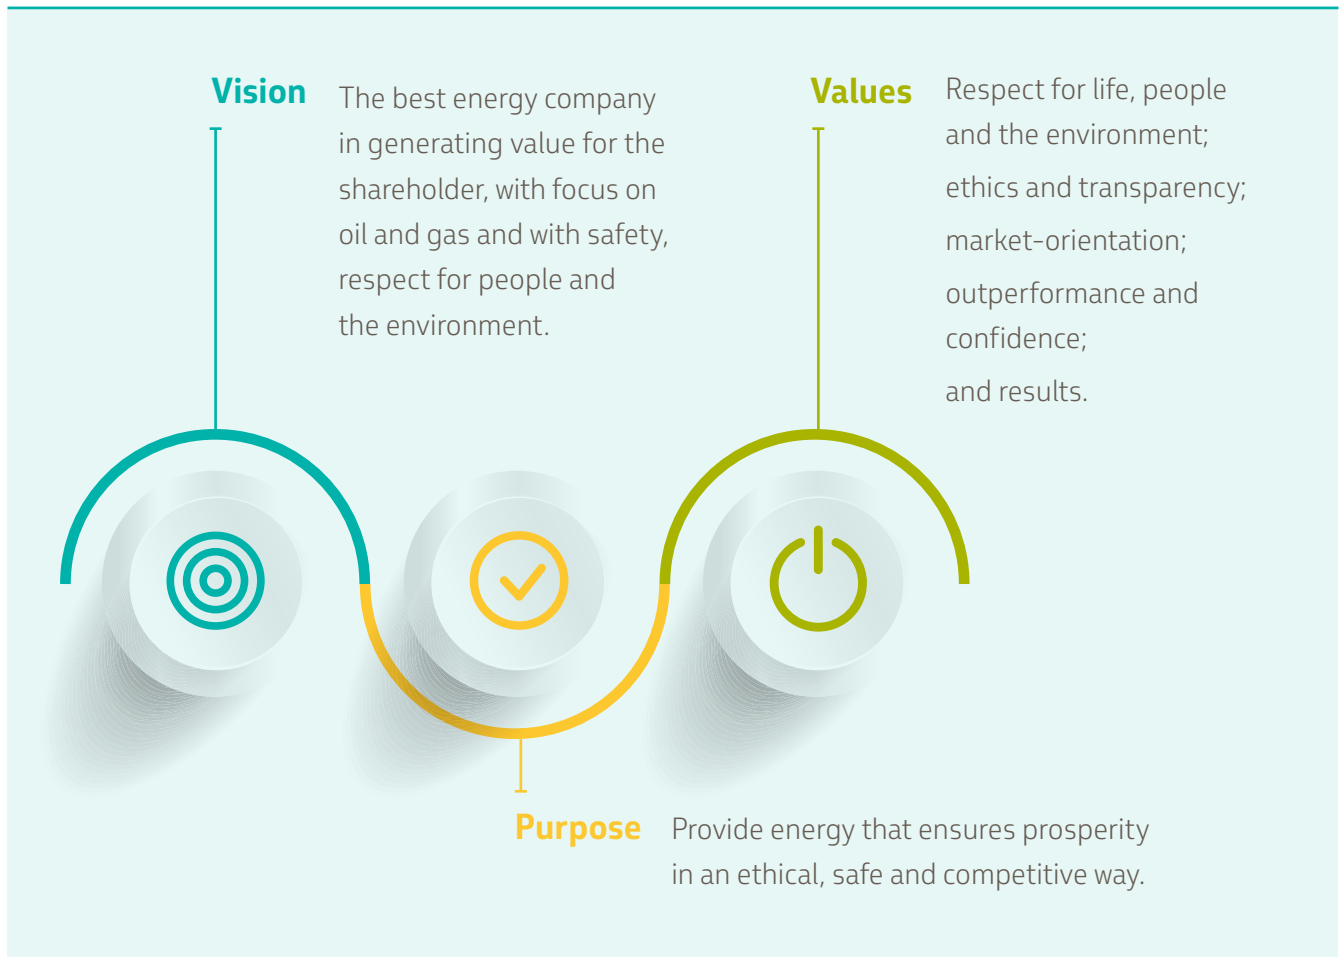 Vision
The best energy company
in generating value for the
shareholder, with focus on
oil and gas and with safety,
respect for people and
the environment.
Values
Respect for life, people
and the environment;
ethics and transparency;
market-orientation;
outperformance and
confidence;
and results.
Purpose
Provide energy that ensures prosperity
in an ethical, safe and competitive way.